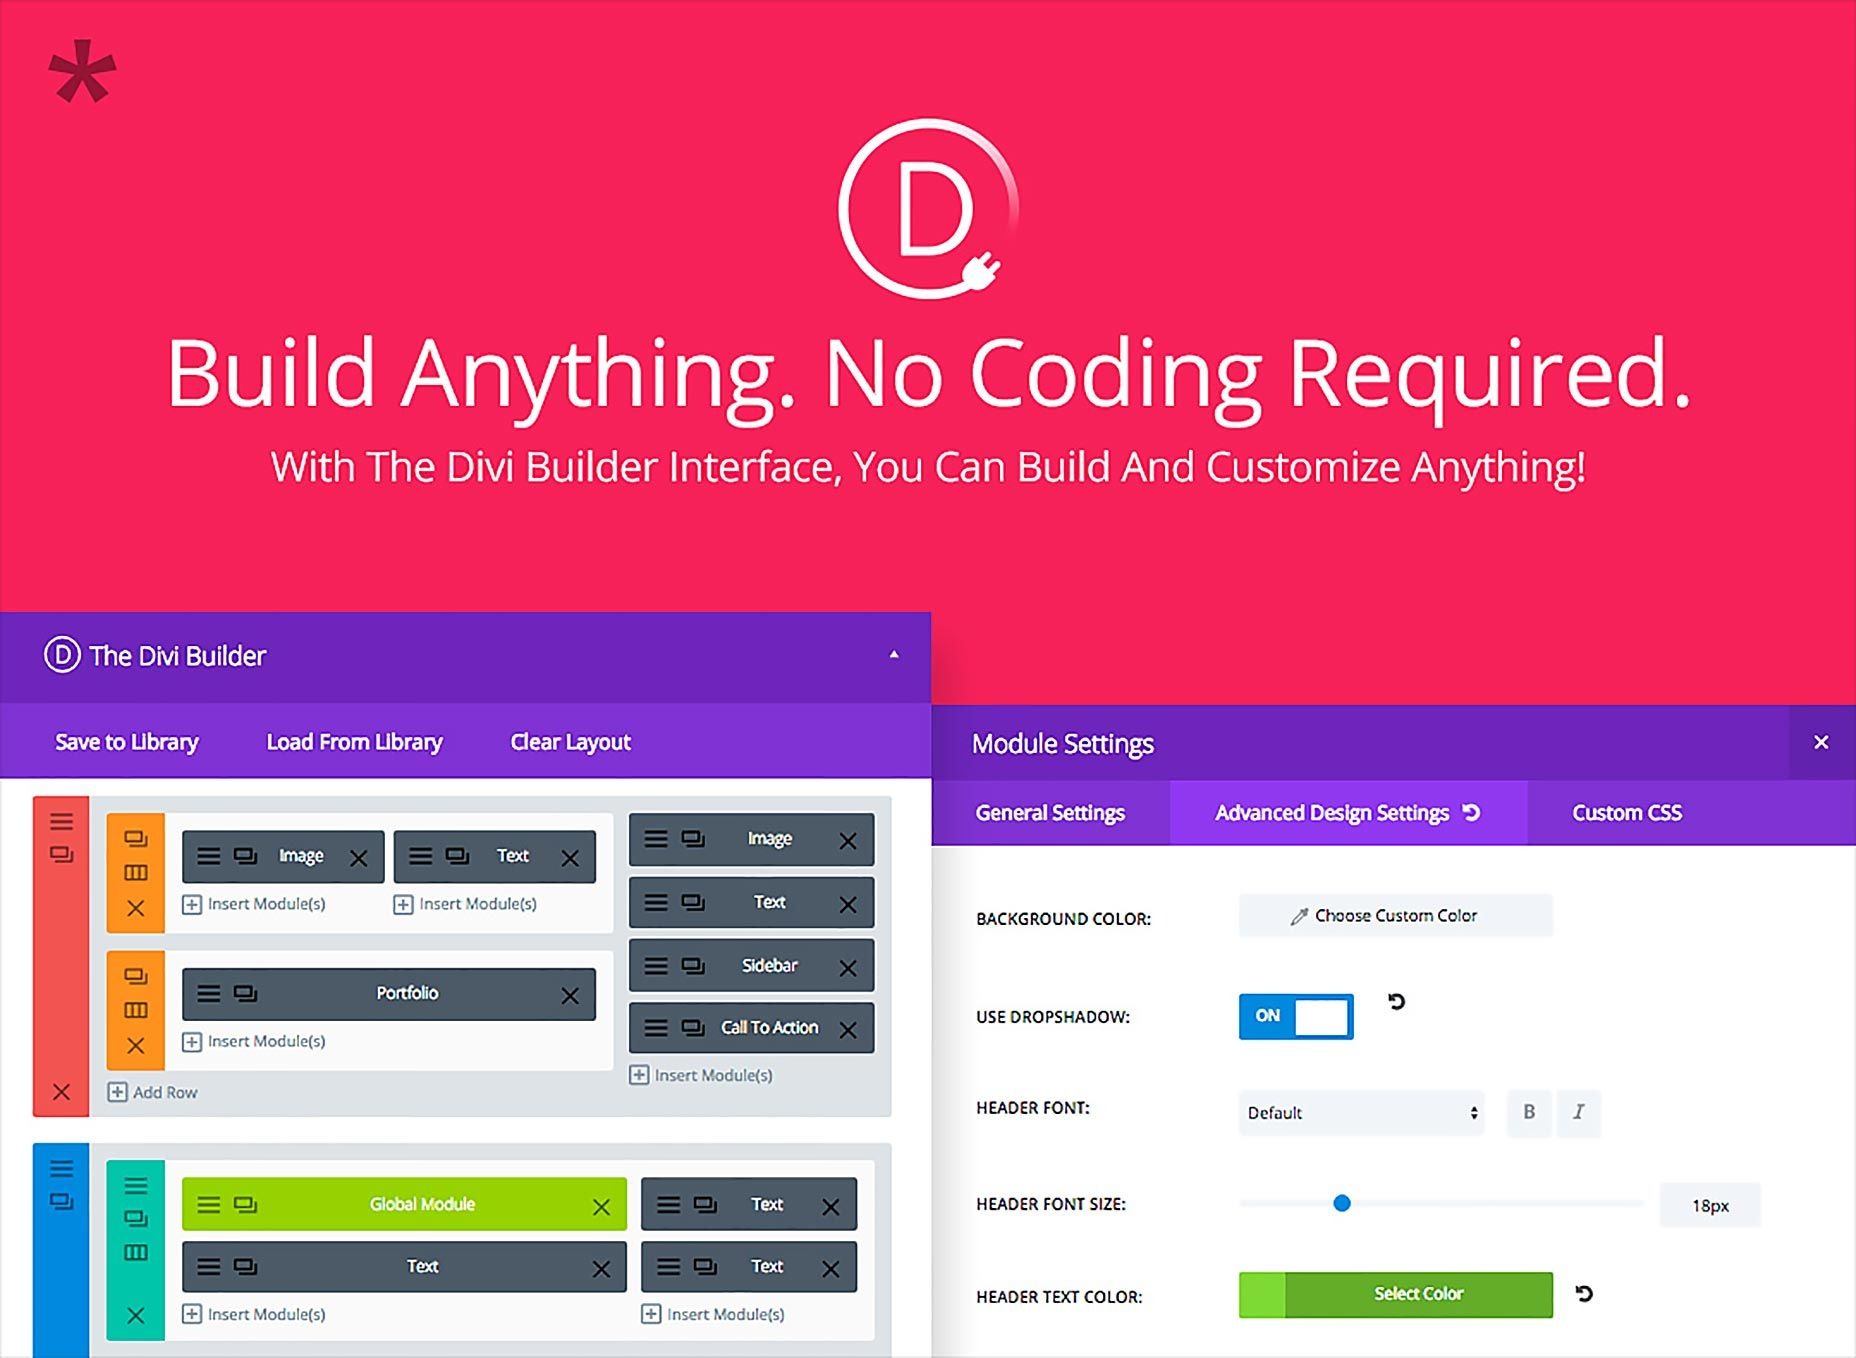 *
D
Build Anything. No Coding Required.
With The Divi Builder Interface, You Can Build And Customize Anything!
D The Divi Builder
Save to Library Load From Library Clear Layout
Image Text
Insert Module(s) Insert Module(s)
Portfolio
Insert Module(s)
Add Row
Image
Text
Sidebar
Call To Action
Insert Module(s)
Global Module
Text
Insert Module(s)
Text
Text
Insert Module(s)
Module Settings
General Settings Advanced Design Settings Custom CSS
BACKGROUND COLOR: Choose Custom Color
USE DROPSHADOW: ON
HEADER FONT: Default B I
HEADER FONT SIZE: 18px
HEADER TEXT COLOR: Select Color